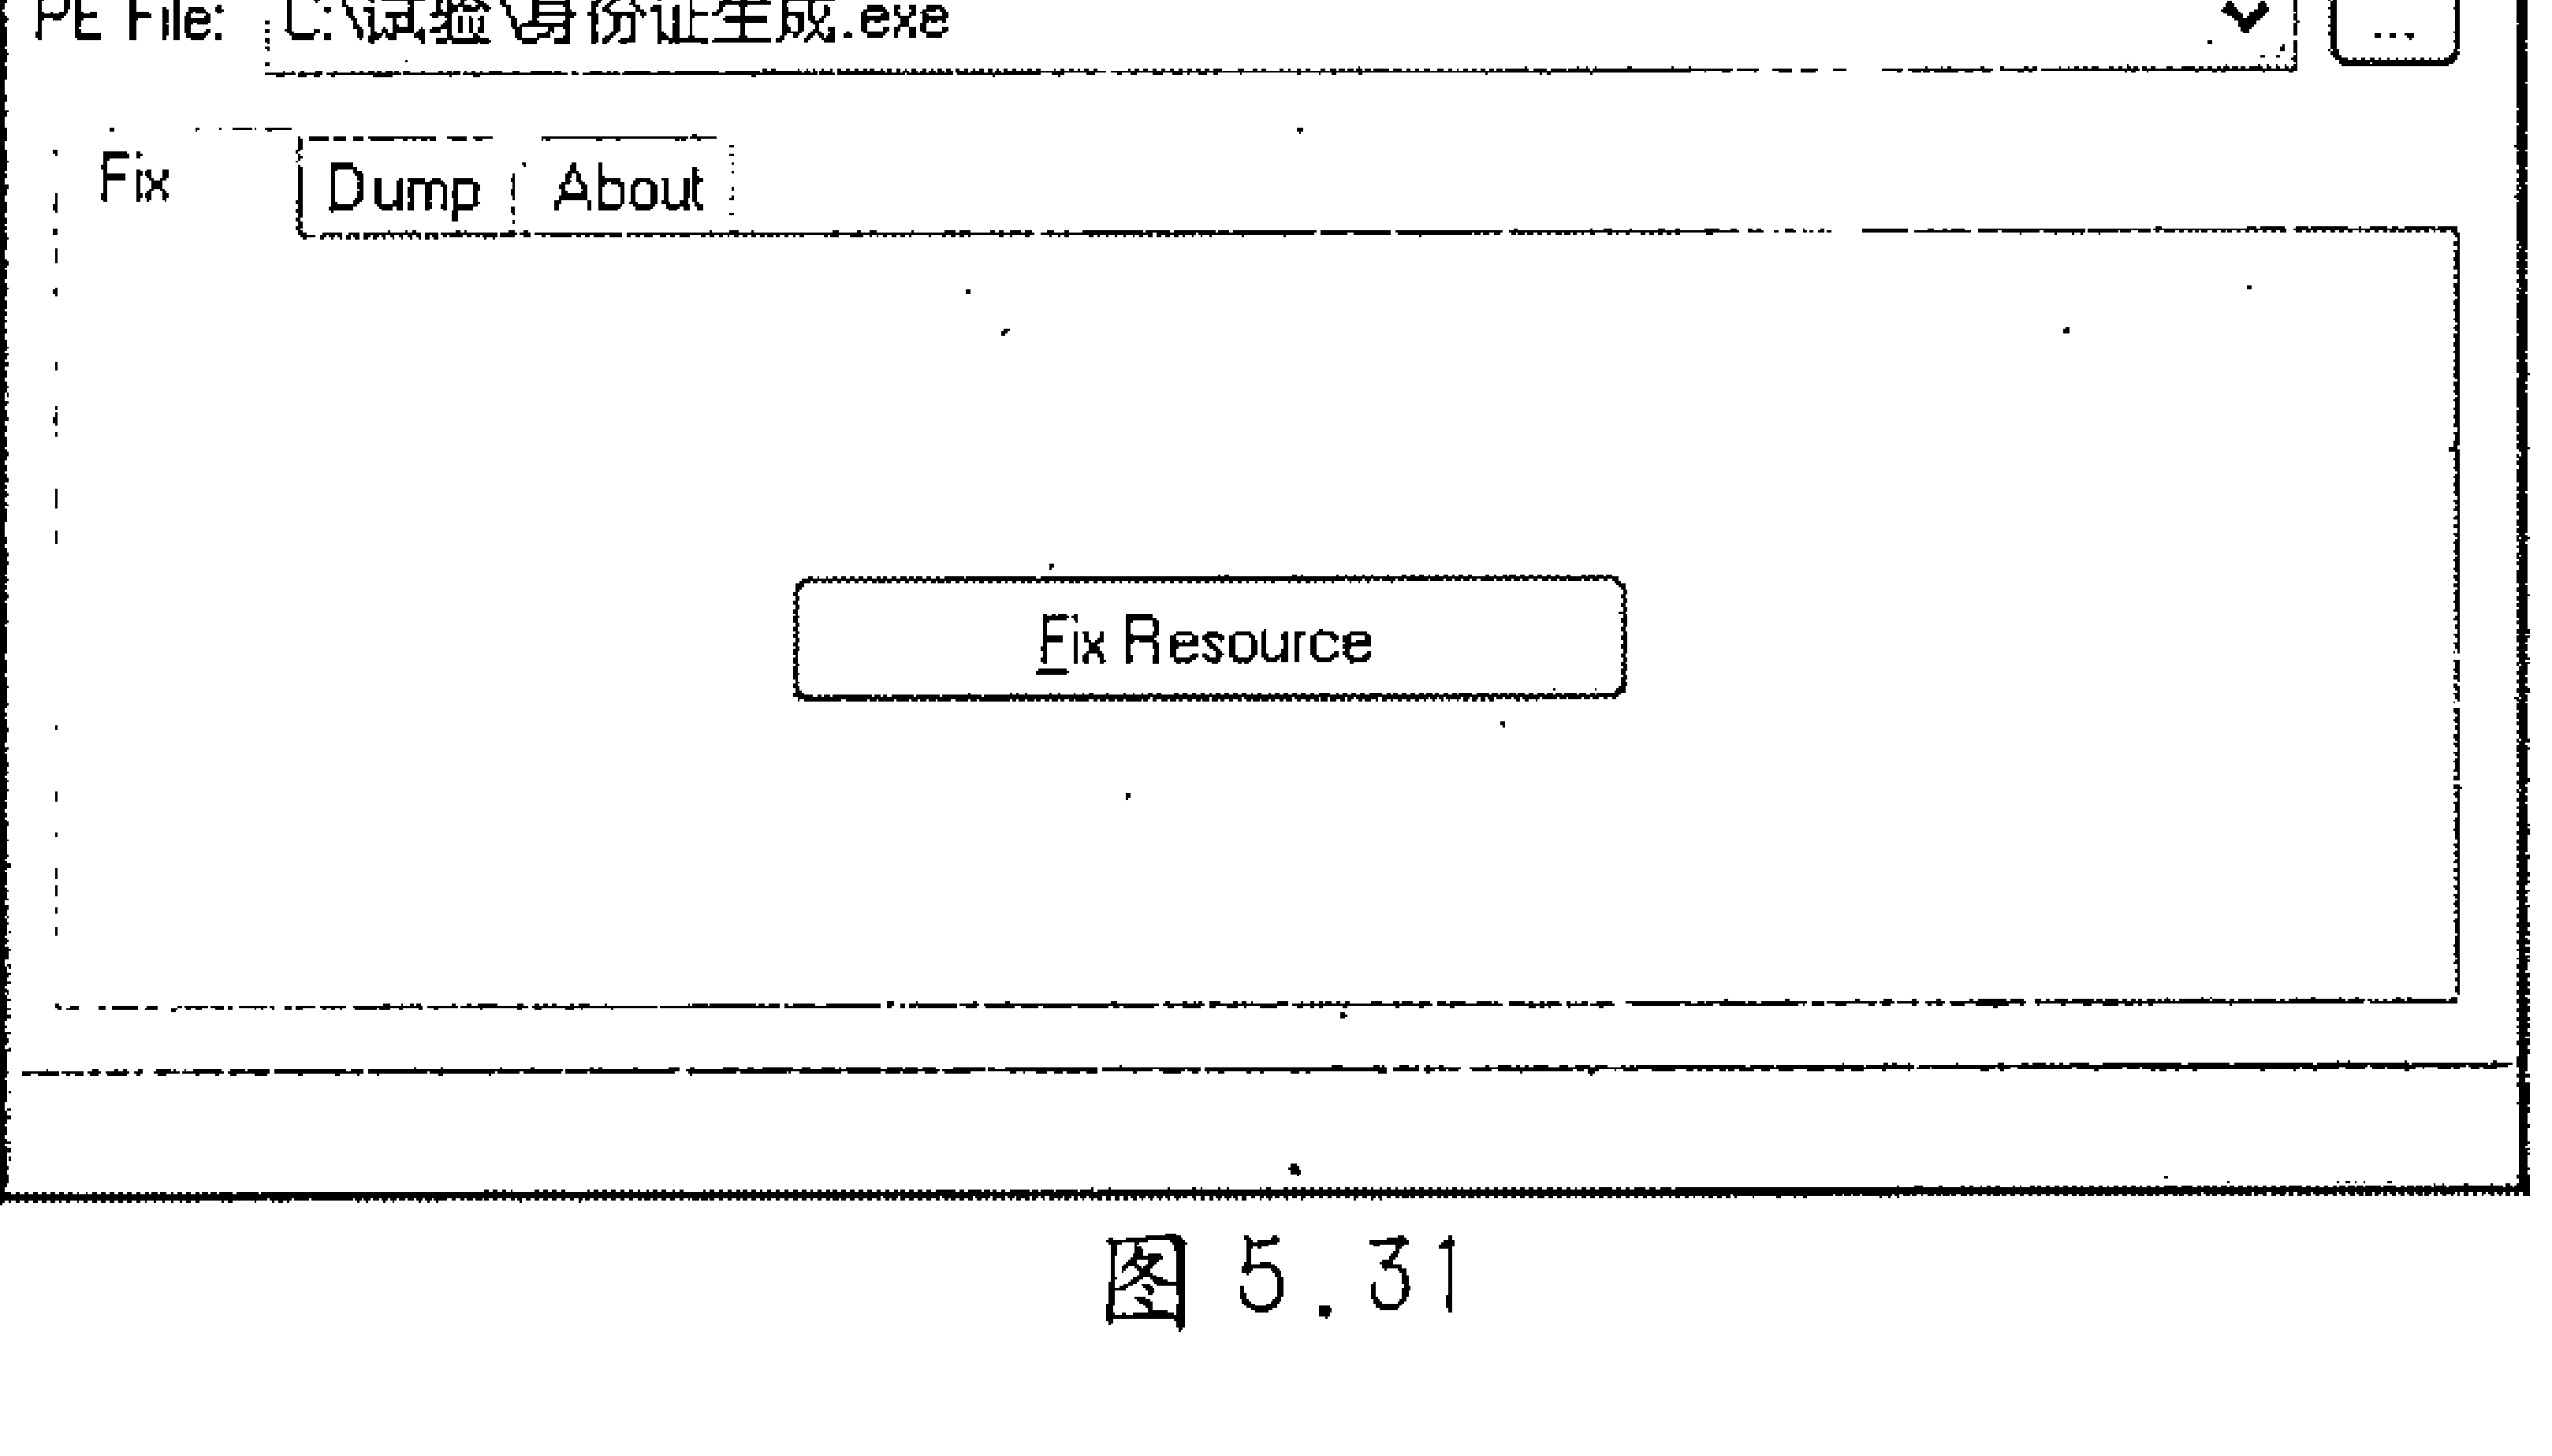 PE File: C:\试验\身份证生成.exe ...
Fix Dump About
Fix Resource
图 5.31